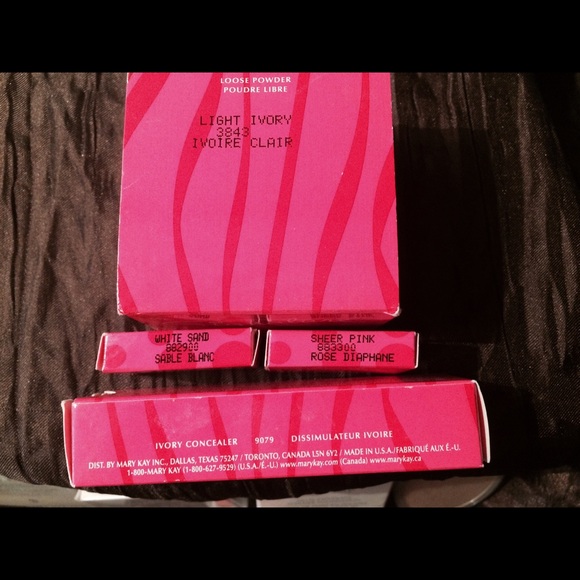 LOOSE POWDER
POUDRE LIBRE
LIGHT IVORY
3843
IVOIRE CLAIR
WHITE SAND
882900
SABLE BLANC
SHEER PINK
883300
ROSE DIAPHANE
IVORY CONCEALER 9079 DISSIMULATEUR IVOIRE
DIST. BY MARY KAY INC., DALLAS, TEXAS 75247 / TORONTO, CANADA L5N 6Y2 / MADE IN U.S.A./FABRIQUÉ AUX É.-U.
1-800-MARY KAY (1-800-627-9529) (U.S.A./É.-U.) www.marykay.com (Canada) www.marykay.ca